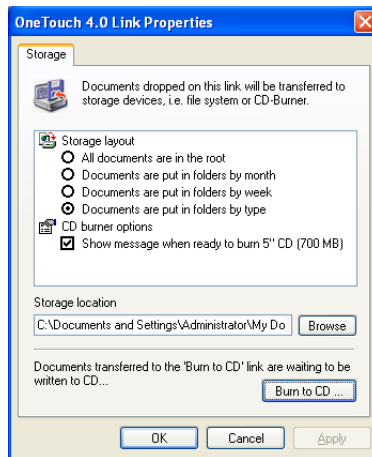 OneTouch 4.0 Link Properties
Storage
Documents dropped on this link will be transferred to
storage devices, i.e. file system or CD-Burner.
Storage layout
All documents are in the root
Documents are put in folders by month
Documents are put in folders by week
Documents are put in folders by type
CD burner options
Show message when ready to burn 5" CD (700 MB)
Storage location
C:\Documents and Settings\Administrator\My Do
Browse
Documents transferred to the 'Burn to CD' link are waiting to be
written to CD...
Burn to CD ...
OK
Cancel
Apply